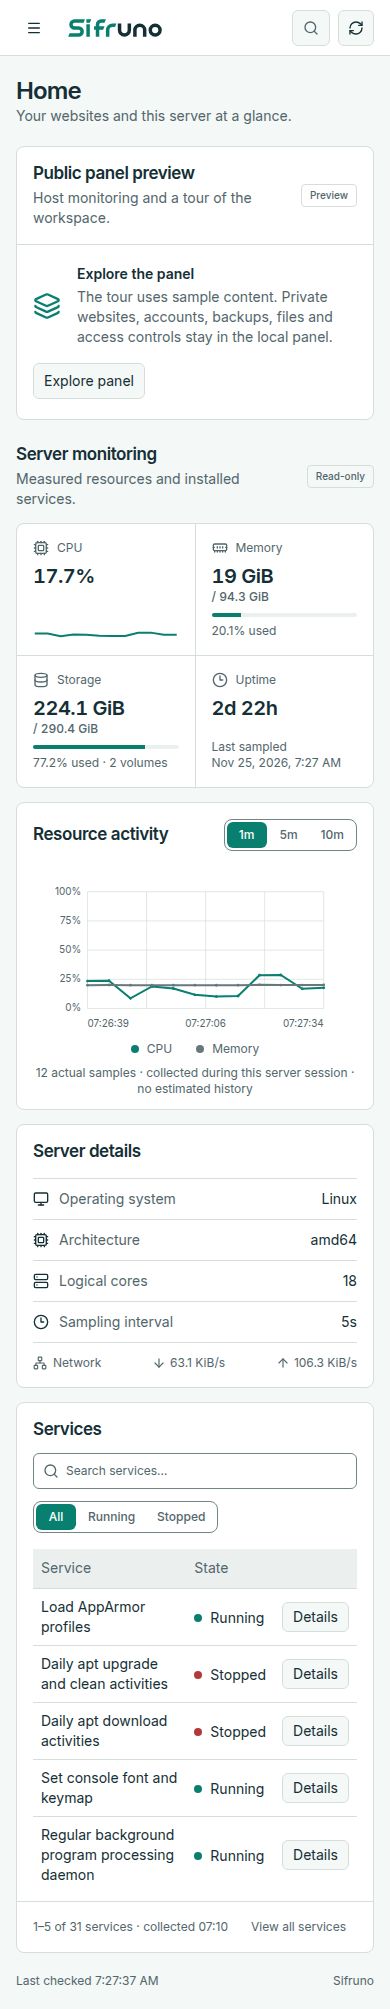 Sifruno
Home
Your websites and this server at a glance.
Public panel preview
Host monitoring and a tour of the
workspace.
Preview
Explore the panel
The tour uses sample content. Private
websites, accounts, backups, files and
access controls stay in the local panel.
Explore panel
Server monitoring
Measured resources and installed
services.
Read-only
CPU
17.7%
Memory
19 GiB
/ 94.3 GiB
20.1% used
Storage
224.1 GiB
/ 290.4 GiB
77.2% used · 2 volumes
Uptime
2d 22h
Last sampled
Nov 25, 2026, 7:27 AM
Resource activity
1m 5m 10m
100%
75%
50%
25%
0%
07:26:39 07:27:06 07:27:34
CPU Memory
12 actual samples · collected during this server session ·
no estimated history
Server details
Operating system Linux
Architecture amd64
Logical cores 18
Sampling interval 5s
Network 63.1 KiB/s 106.3 KiB/s
Services
Search services...
All Running Stopped
Service State
Load AppArmor
profiles
Running Details
Daily apt upgrade
and clean activities
Stopped Details
Daily apt download
activities
Stopped Details
Set console font and
keymap
Running Details
Regular background
program processing
daemon
Running Details
1–5 of 31 services · collected 07:10 View all services
Last checked 7:27:37 AM Sifruno